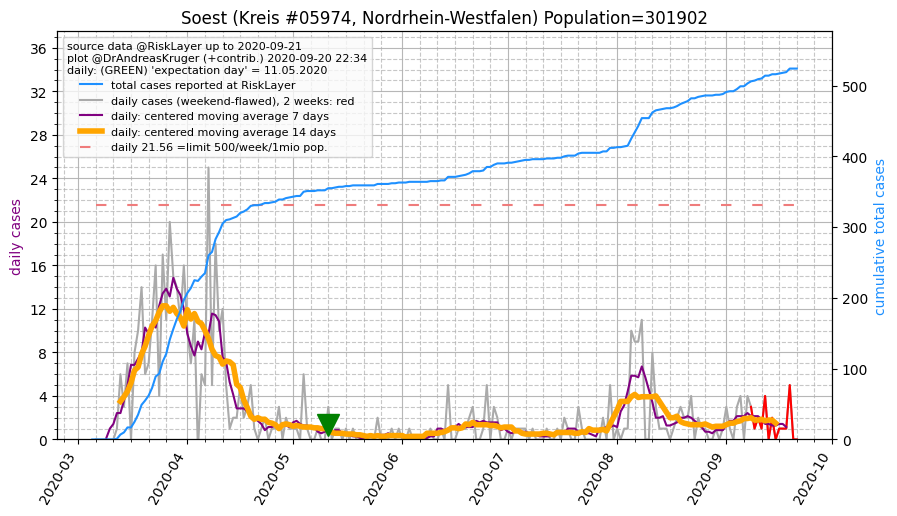 Soest (Kreis #05974, Nordrhein-Westfalen) Population=301902
source data @RiskLayer up to 2020-09-21
plot @DrAndreasKruger (+contrib.) 2020-09-20 22:34
daily: (GREEN) 'expectation day' = 11.05.2020
total cases reported at RiskLayer
daily cases (weekend-flawed), 2 weeks: red
daily: centered moving average 7 days
daily: centered moving average 14 days
daily 21.56 =limit 500/week/1mio pop.
daily cases
36
32
28
24
20
16
12
8
4
0
cumulative total cases
500
400
300
200
100
0
2020-03
2020-04
2020-05
2020-06
2020-07
2020-08
2020-09
2020-10